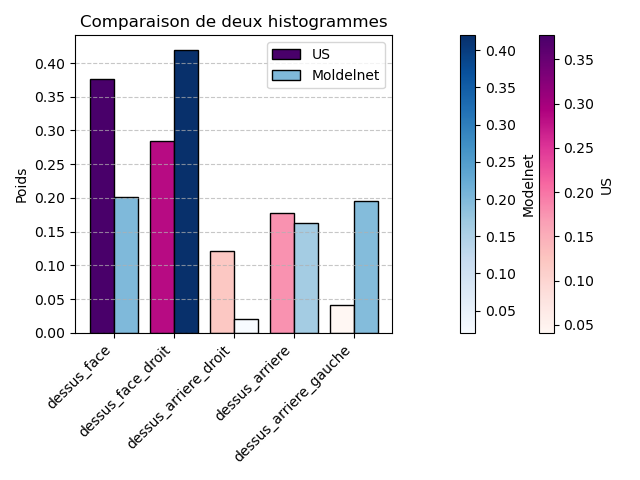 Comparaison de deux histogrammes
US
Moldelnet
Poids
0.40
0.35
0.30
0.25
0.20
0.15
0.10
0.05
0.00
dessus_face
dessus_face_droit
dessus_arriere_droit
dessus_arriere
dessus_arriere_gauche
0.40
0.35
0.30
0.25
0.20
0.15
0.10
0.05
Modelnet
0.35
0.30
0.25
0.20
0.15
0.10
0.05
US